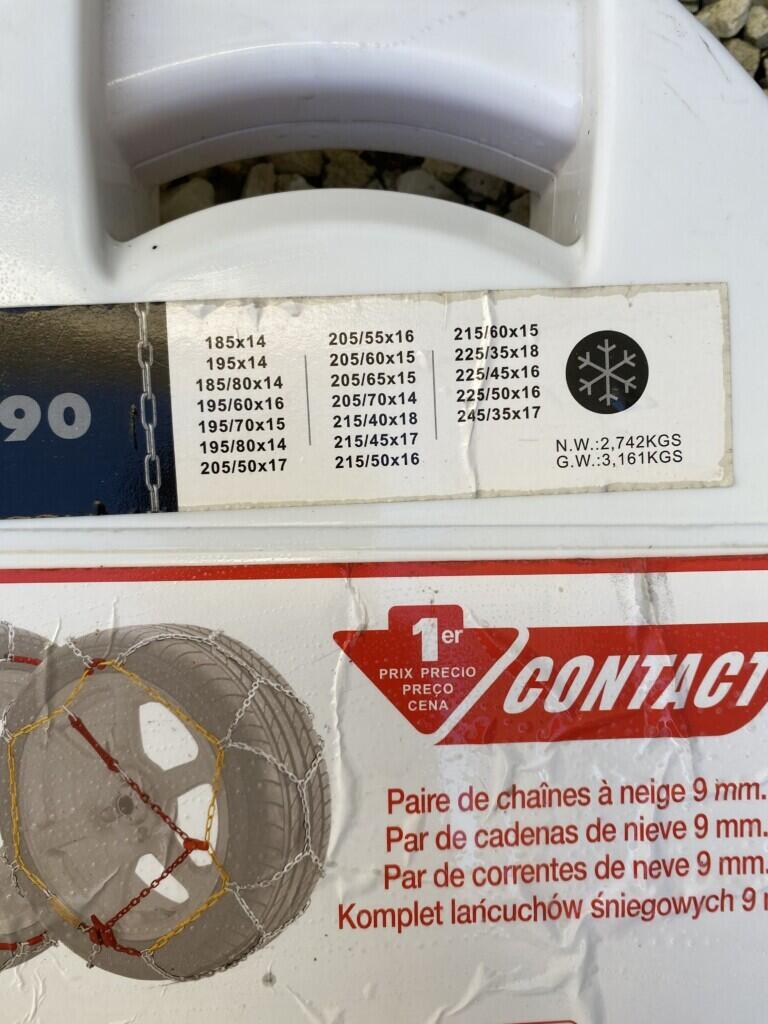 90
185x14
195x14
185/80x14
195/60x16
195/70x15
195/80x14
205/50x17
205/55x16
205/60x15
205/65x15
205/70x14
215/40x18
215/45x17
215/50x16
215/60x15
225/35x18
225/45x16
225/50x16
245/35x17
N.W.:2,742KGS
G.W.:3,161KGS
1er
PRIX PRECIO
PREÇO
CENA
CONTACT
Paire de chaînes à neige 9 mm.
Par de cadenas de nieve 9 mm.
Par de correntes de neve 9 mm.
Komplet lańcuchów śniegowych 9